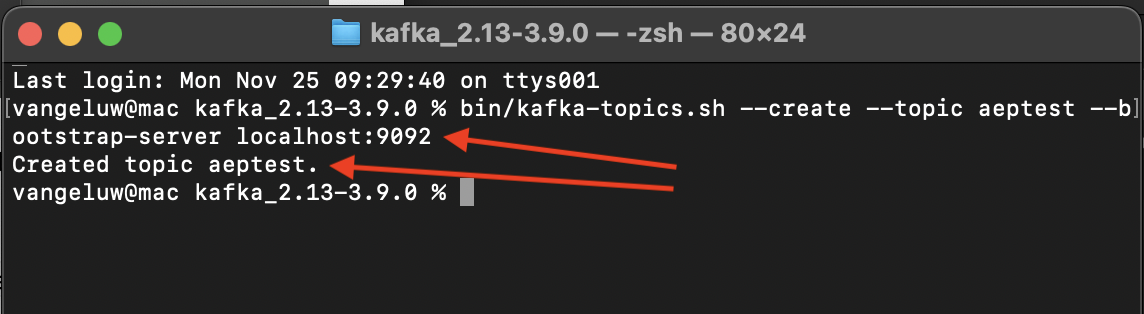 kafka_2.13-3.9.0 — -zsh — 80×24
Last login: Mon Nov 25 09:29:40 on ttys001
[vangeluw@mac kafka_2.13-3.9.0 % bin/kafka-topics.sh --create --topic aeptest --b]
ootstrap-server localhost:9092
Created topic aeptest.
vangeluw@mac kafka_2.13-3.9.0 %